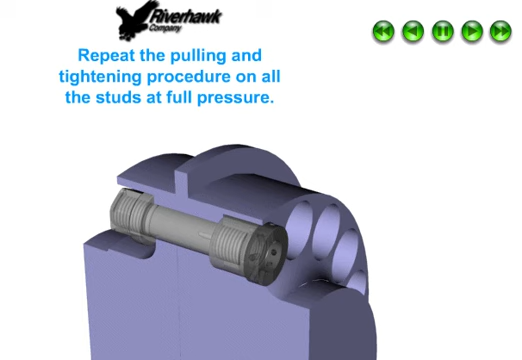 Riverhawk
Company
Repeat the pulling and
tightening procedure on all
the studs at full pressure.